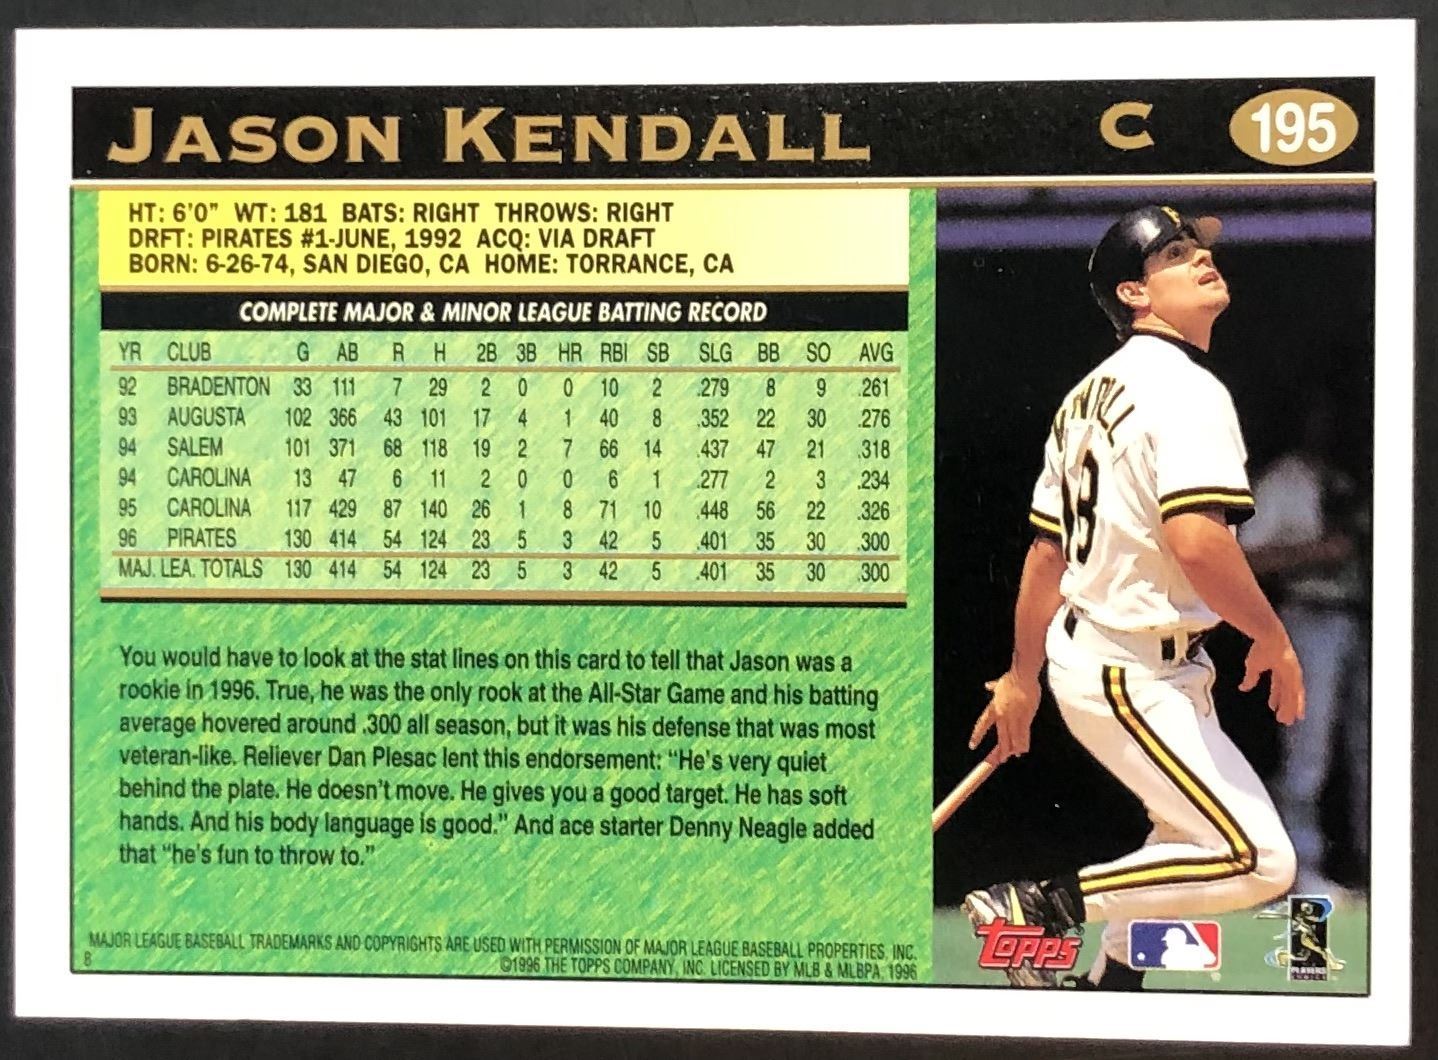 JASON KENDALL C 195
HT: 6'0" WT: 181 BATS: RIGHT THROWS: RIGHT
DRFT: PIRATES #1-JUNE, 1992 ACQ: VIA DRAFT
BORN: 6-26-74, SAN DIEGO, CA HOME: TORRANCE, CA
COMPLETE MAJOR & MINOR LEAGUE BATTING RECORD
YR CLUB G AB R H 2B 3B HR RBI SB SLG BB SO AVG
92 BRADENTON 33 111 7 29 2 0 0 10 2 .279 8 9 .261
93 AUGUSTA 102 366 43 101 17 4 1 40 8 .352 22 30 .276
94 SALEM 101 371 68 118 19 2 7 66 14 .437 47 21 .318
94 CAROLINA 13 47 6 11 2 0 0 6 1 .277 2 3 .234
95 CAROLINA 117 429 87 140 26 1 8 71 10 .448 56 22 .326
96 PIRATES 130 414 54 124 23 5 3 42 5 .401 35 30 .300
MAJ. LEA. TOTALS 130 414 54 124 23 5 3 42 5 .401 35 30 .300
You would have to look at the stat lines on this card to tell that Jason was a
rookie in 1996. True, he was the only rook at the All-Star Game and his batting
average hovered around .300 all season, but it was his defense that was most
veteran-like. Reliever Dan Plesac lent this endorsement: "He's very quiet
behind the plate. He doesn't move. He gives you a good target. He has soft
hands. And his body language is good." And ace starter Denny Neagle added
that "he's fun to throw to."
MAJOR LEAGUE BASEBALL TRADEMARKS AND COPYRIGHTS ARE USED WITH PERMISSION OF MAJOR LEAGUE BASEBALL PROPERTIES, INC.
8 ©1996 THE TOPPS COMPANY, INC. LICENSED BY MLB & MLBPA, 1996
18
TOPPS
PLAYERS
CHOICE